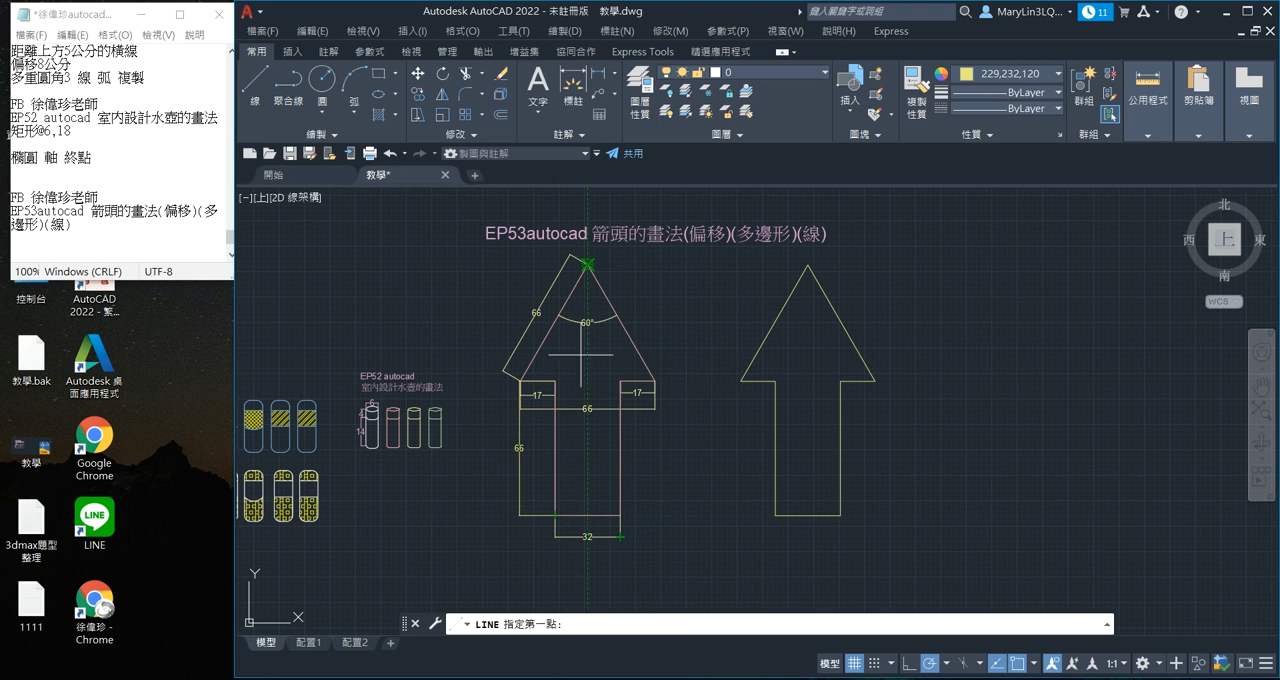 *徐偉珍autocad...
檔案(F) 編輯(E) 格式(O) 檢視(V) 說明
距離上方5公分的橫線
偏移8公分
多重圓角3 線 弧 複製
FB 徐偉珍老師
EP52 autocad 室內設計水壺的畫法
矩形@6,18
橢圓 軸 終點
FB 徐偉珍老師
EP53autocad 箭頭的畫法(偏移)(多
邊形)(線)
100% Windows (CRLF) UTF-8
控制台
AutoCAD
2022 - 繁...
教學.bak
Autodesk 桌
面應用程式
教學
Google
Chrome
3dmax題型
整理
LINE
1111
徐偉珍 -
Chrome
Autodesk AutoCAD 2022 - 未註冊版 教學.dwg
鍵入關鍵字或詞組
MaryLin3LQ...
11
檔案(F) 編輯(E) 檢視(V) 插入(I) 格式(O) 工具(T) 繪製(D) 標註(N) 修改(M) 參數式(P) 視窗(W) 說明(H) Express
常用 插入 註解 參數式 檢視 管理 輸出 增益集 協同合作 Express Tools 精選應用程式
線 聚合線 圓 弧
文字 標註
圖層
性質
0
插入
複製
性質
229,232,120
ByLayer
ByLayer
群組
公用程式
剪貼簿
視圖
繪製 修改 註解 圖層 圖塊 性質 群組
製圖與註解
共用
開始
教學*
[−][上][2D 線架構]
EP53autocad 箭頭的畫法(偏移)(多邊形)(線)
66
60°
17
17
66
66
32
EP52 autocad
室內設計水壺的畫法
6
4
14
北
西
上
東
南
WCS
Y
X
LINE 指定第一點:
模型 配置1 配置2
模型
1:1